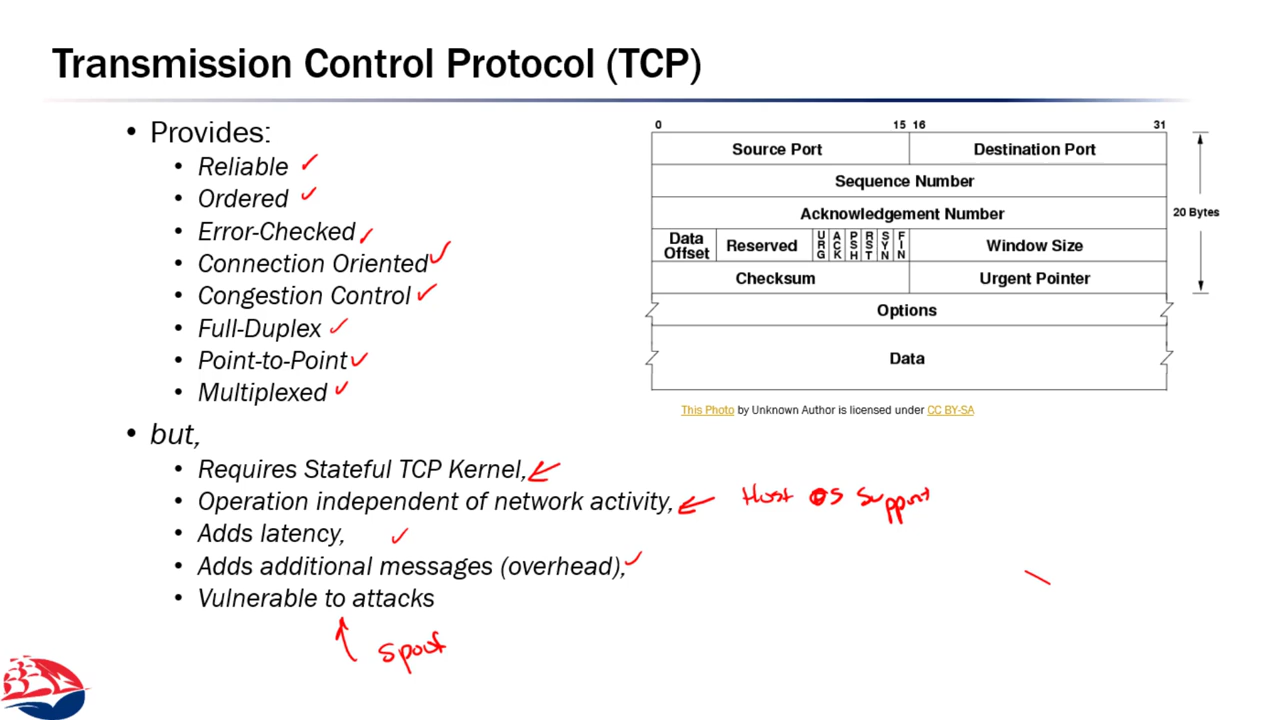 Transmission Control Protocol (TCP)
• Provides:
• Reliable ✓
• Ordered ✓
• Error-Checked ✓
• Connection Oriented ✓
• Congestion Control ✓
• Full-Duplex ✓
• Point-to-Point ✓
• Multiplexed ✓
• but,
• Requires Stateful TCP Kernel,
• Operation independent of network activity, Host OS Support
• Adds latency, ✓
• Adds additional messages (overhead), ✓
• Vulnerable to attacks
Spoof
0 15 16 31
Source Port Destination Port
Sequence Number
Acknowledgement Number
20 Bytes
Data Offset Reserved URG ACK PSH RST SYN FIN Window Size
Checksum Urgent Pointer
Options
Data
This Photo by Unknown Author is licensed under CC BY-SA